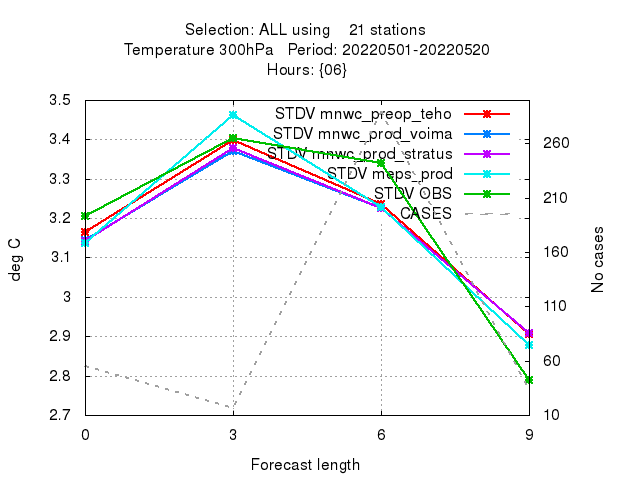 Selection: ALL using 21 stations
Temperature 300hPa Period: 20220501-20220520
Hours: {06}
3.5
3.4
3.3
3.2
3.1
3
2.9
2.8
2.7
deg C
STDV mnwc_preop_teho
STDV mnwc_prod_voima
STDV mnwc_prod_stratus
STDV meps_prod
STDV OBS
CASES
260
210
160
110
60
10
No cases
0 3 6 9
Forecast length